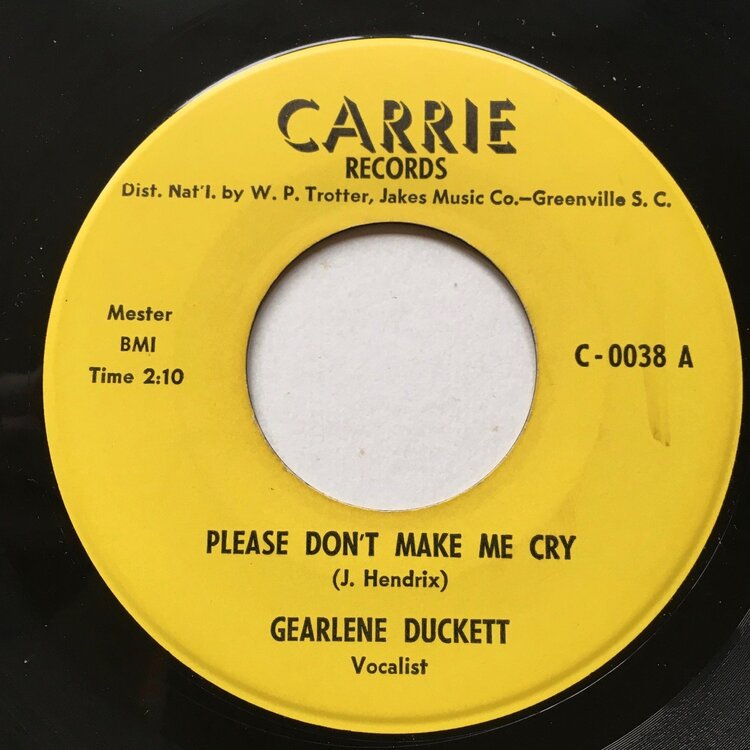 CARRIE
RECORDS
Dist. Nat'l. by W. P. Trotter, Jakes Music Co.—Greenville S. C.
Mester
BMI
Time 2:10
C-0038 A
PLEASE DON'T MAKE ME CRY
(J. Hendrix)
GEARLENE DUCKETT
Vocalist